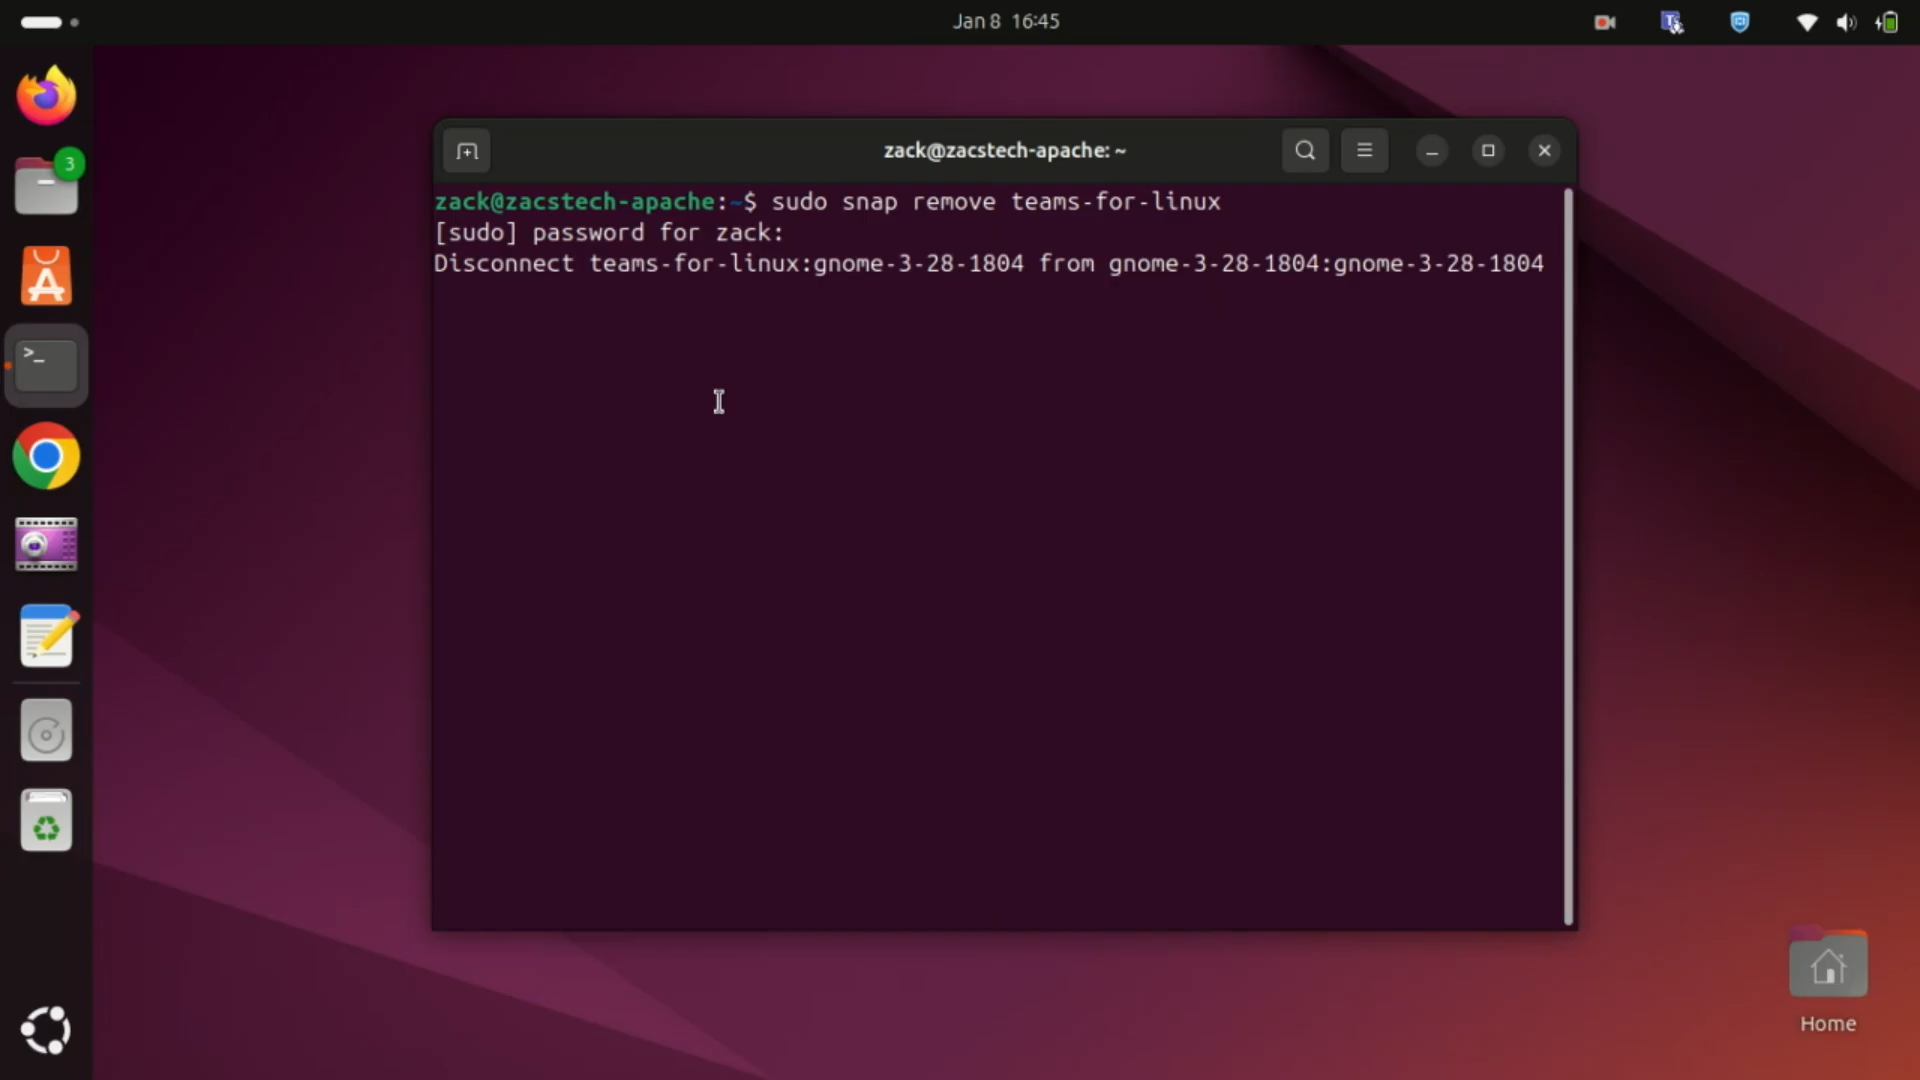 Jan 8 16:45
3
zack@zacstech-apache: ~
zack@zacstech-apache:~$ sudo snap remove teams-for-linux
[sudo] password for zack:
Disconnect teams-for-linux:gnome-3-28-1804 from gnome-3-28-1804:gnome-3-28-1804
>_
Home